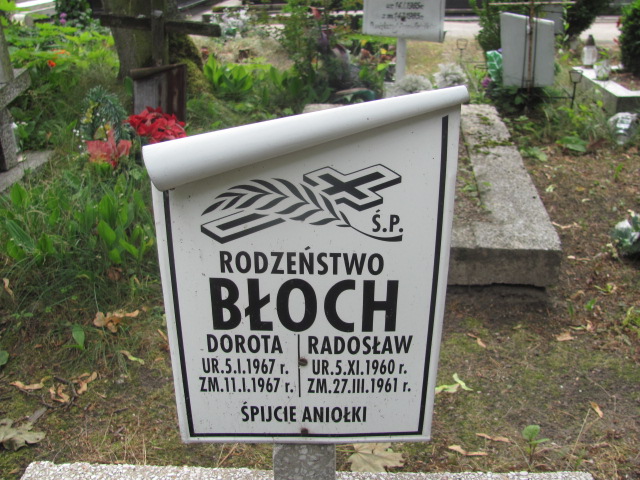 Ś.P.
RODZEŃSTWO
BŁOCH
DOROTA RADOSŁAW
UR.5.I.1967 r. UR.5.XI.1960 r.
ZM.11.I.1967 r. ZM.27.III.1961 r.
ŚPIJCIE ANIOŁKI